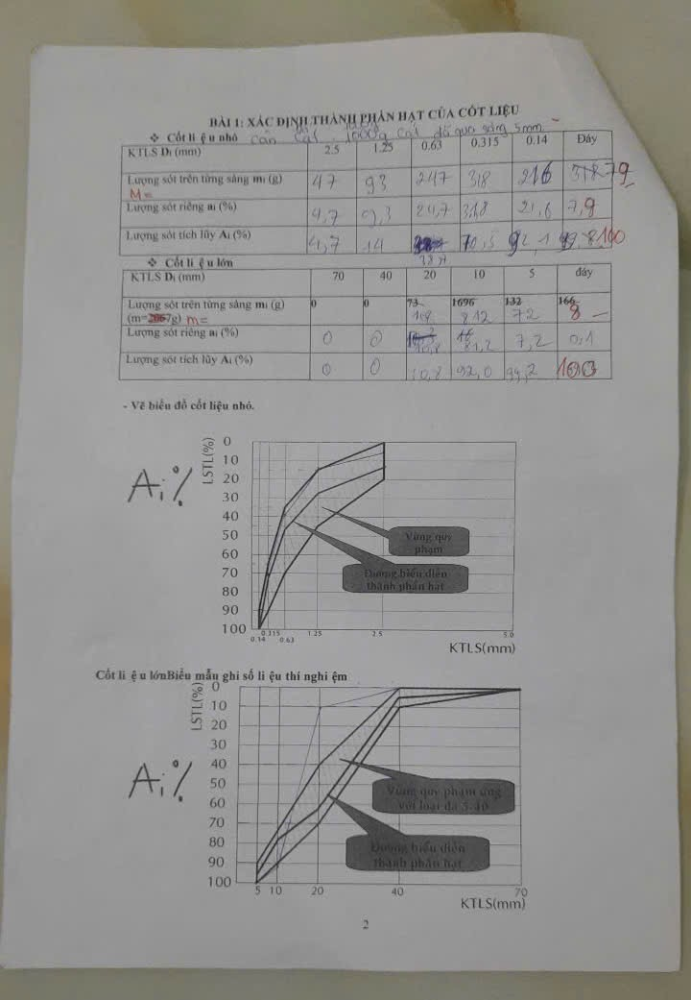 BÀI 1: XÁC ĐỊNH THÀNH PHẦN HẠT CỦA CỐT LIỆU
❖ Cốt li ệ u nhỏ cân cát 1000g cát đã qua sàng 5mm
KTLS Di (mm) 2.5 1.25 0.63 0.315 0.14 Đáy
Lượng sót trên từng sàng mi (g) 47 93 247 318 216 79
M=
Lượng sót riêng ai (%) 4,7 9,3 24,7 31,8 21,6 7,9
Lượng sót tích lũy Ai (%) 4,7 14 38,7 70,5 92,1 100
❖ Cốt li ệ u lớn
KTLS Di (mm) 70 40 20 10 5 đáy
Lượng sót trên từng sàng mi (g) 0 0 73 1696 132 166
(m=2067g) m= 108 812 72 8
Lượng sót riêng ai (%) 0 0 10,8 81,2 7,2 0,1
Lượng sót tích lũy Ai (%) 0 0 10,8 92,0 99,2 100
- Vẽ biểu đồ cốt liệu nhỏ.
Ai%
LSTL(%)
0
10
20
30
40
50
60
70
80
90
100
Vùng quy
phạm
Đường biểu diễn
thành phần hạt
0.14 0.315 0.63 1.25 2.5 5.0
KTLS(mm)
Cốt li ệ u lớnBiểu mẫu ghi số li ệu thí nghi ệm
Ai%
LSTL(%)
0
10
20
30
40
50
60
70
80
90
100
Vùng quy phạm ứng
với loại đá 5-40
Đường biểu diễn
thành phần hạt
5 10 20 40 70
KTLS(mm)
2